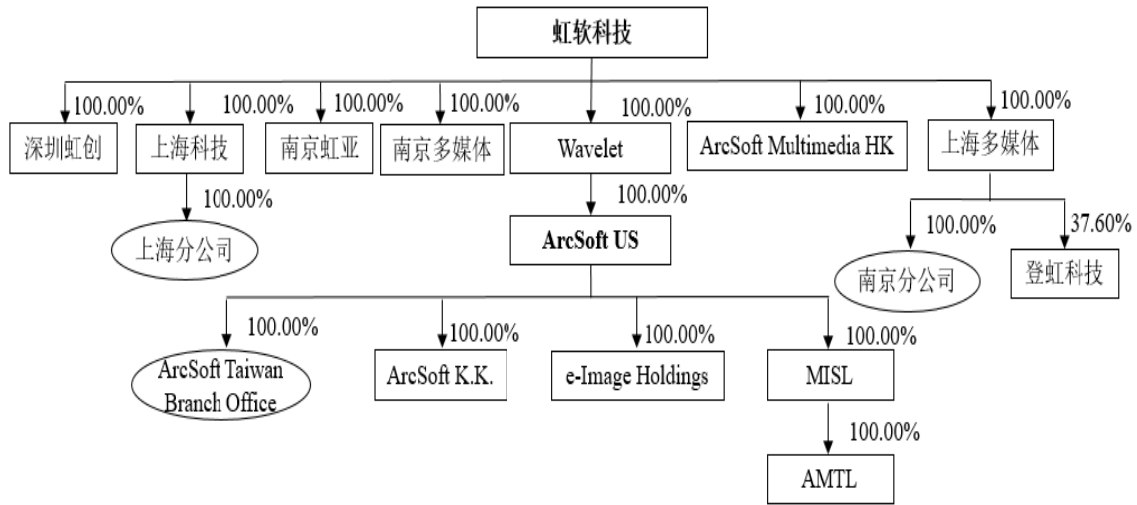 虹软科技
100.00%
100.00%
100.00%
100.00%
100.00%
100.00%
100.00%
深圳虹创
上海科技
南京虹亚
南京多媒体
Wavelet
ArcSoft Multimedia HK
上海多媒体
100.00%
100.00%
上海分公司
ArcSoft US
100.00%
37.60%
南京分公司
登虹科技
100.00%
100.00%
100.00%
100.00%
ArcSoft Taiwan
Branch Office
ArcSoft K.K.
e-Image Holdings
MISL
100.00%
AMTL